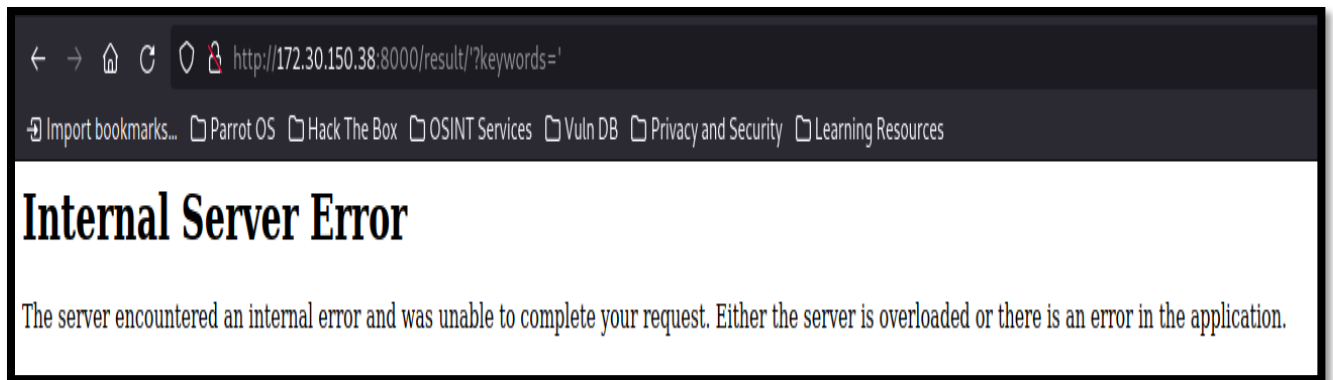 http://172.30.150.38:8000/result/'?keywords='
Import bookmarks... Parrot OS Hack The Box OSINT Services Vuln DB Privacy and Security Learning Resources
Internal Server Error
The server encountered an internal error and was unable to complete your request. Either the server is overloaded or there is an error in the application.